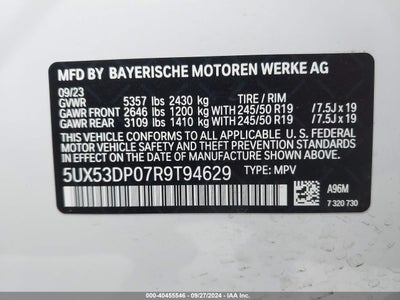 MFD BY BAYERISCHE MOTOREN WERKE AG
09/23
GVWR 5357 lbs 2430 kg TIRE / RIM
GAWR FRONT 2646 lbs 1200 kg WITH 245/50 R19 /7.5J x 19
GAWR REAR 3109 lbs 1410 kg WITH 245/50 R19 /7.5J x 19
THIS VEHICLE CONFORMS TO ALL APPLICABLE U.S. FEDERAL
MOTOR VEHICLE SAFETY, BUMPER, AND THEFT PREVENTION
STANDARDS IN EFFECT ON THE DATE OF MANUFACTURE
SHOWN ABOVE.
5UX53DP07R9T94629 TYPE: MPV
A96M
7 320 730
000-40455546 - 09/27/2024 - IAAI.COM